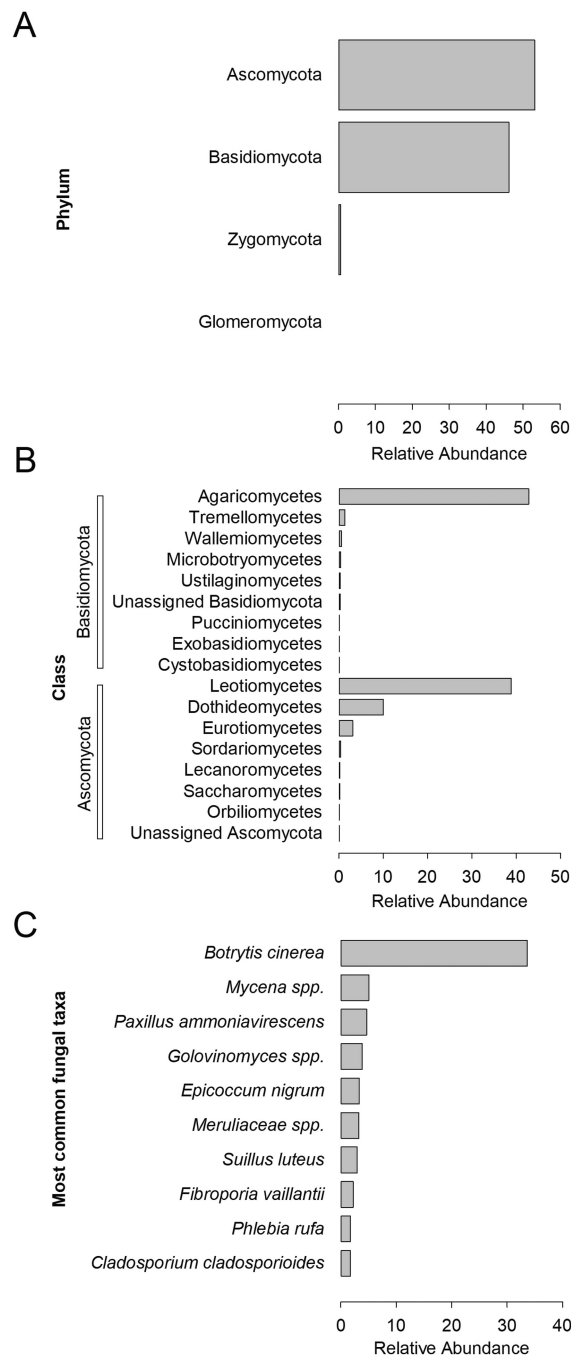 A
Phylum
Ascomycota
Basidiomycota
Zygomycota
Glomeromycota
0 10 20 30 40 50 60
Relative Abundance
B
Class
Basidiomycota
Agaricomycetes
Tremellomycetes
Wallemiomycetes
Microbotryomycetes
Ustilaginomycetes
Unassigned Basidiomycota
Pucciniomycetes
Exobasidiomycetes
Cystobasidiomycetes
Ascomycota
Leotiomycetes
Dothideomycetes
Eurotiomycetes
Sordariomycetes
Lecanoromycetes
Saccharomycetes
Orbiliomycetes
Unassigned Ascomycota
0 10 20 30 40 50
Relative Abundance
C
Most common fungal taxa
Botrytis cinerea
Mycena spp.
Paxillus ammoniavirescens
Golovinomyces spp.
Epicoccum nigrum
Meruliaceae spp.
Suillus luteus
Fibroporia vaillantii
Phlebia rufa
Cladosporium cladosporioides
0 10 20 30 40
Relative Abundance